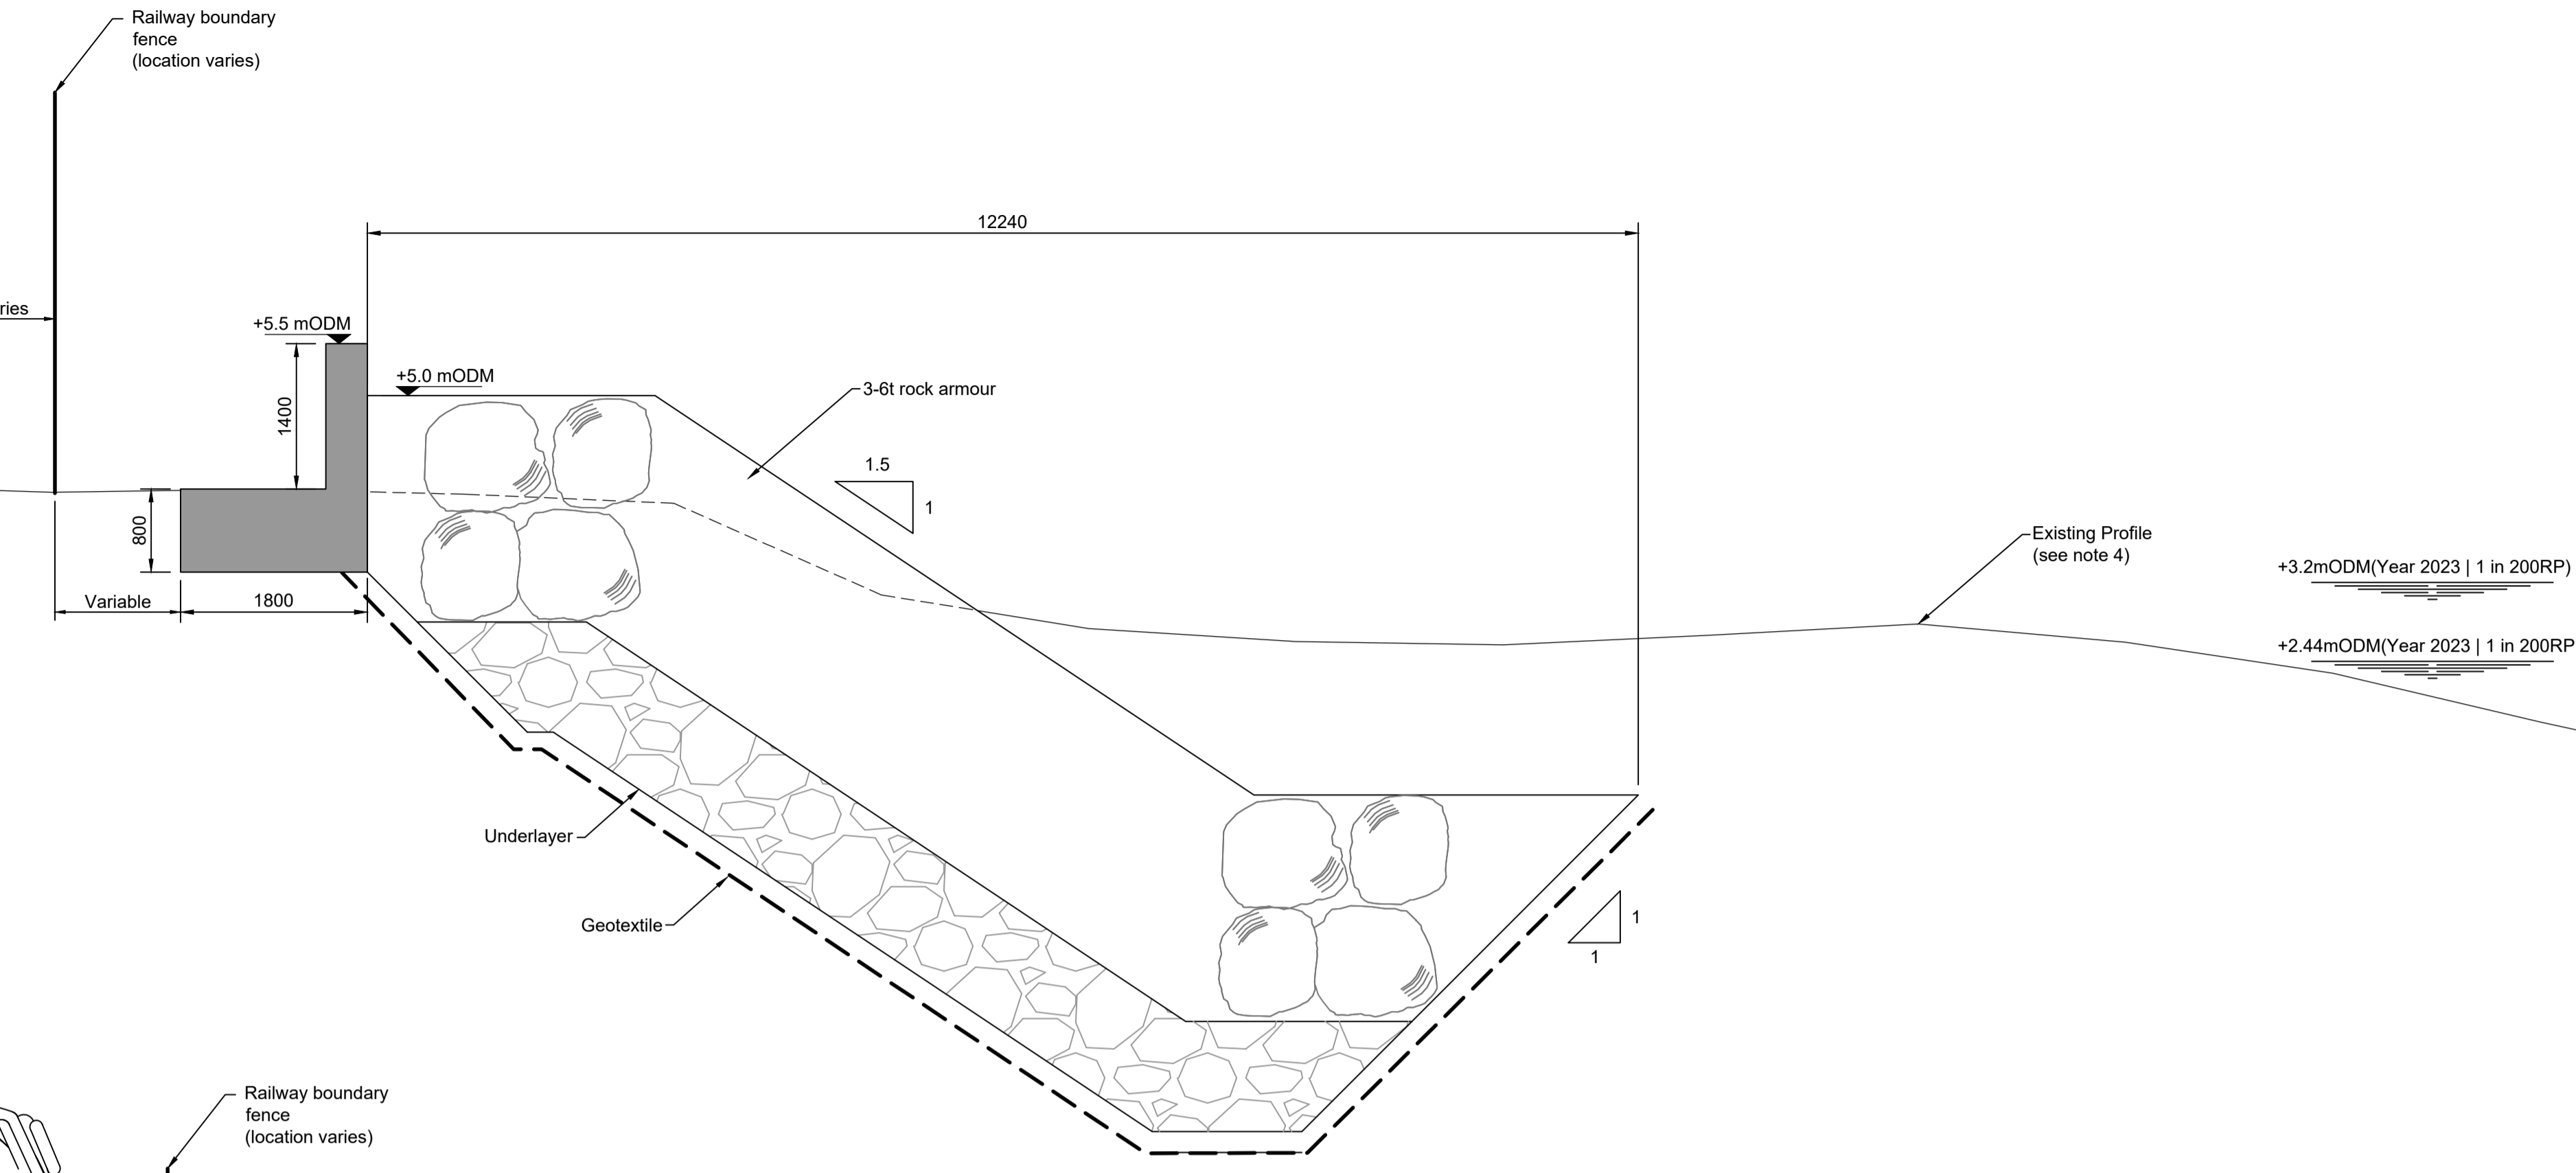 Railway boundary
fence
(location varies)
12240
ries
+5.5 mODM
+5.0 mODM
3-6t rock armour
1400
1.5
1
800
Existing Profile
(see note 4)
+3.2mODM(Year 2023 | 1 in 200RP)
Variable
1800
+2.44mODM(Year 2023 | 1 in 200RP
Underlayer
Geotextile
1
1
Railway boundary
fence
(location varies)